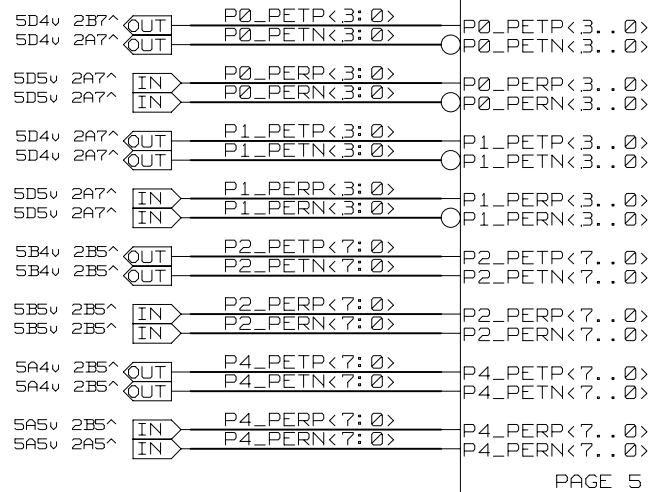 5D4v 2B7^ OUT P0_PETP<3:0> P0_PETP<3..0>
5D4v 2A7^ OUT P0_PETN<3:0> P0_PETN<3..0>
5D5v 2A7^ IN P0_PERP<3:0> P0_PERP<3..0>
5D5v 2A7^ IN P0_PERN<3:0> P0_PERN<3..0>
5D4v 2A7^ OUT P1_PETP<3:0> P1_PETP<3..0>
5D4v 2A7^ OUT P1_PETN<3:0> P1_PETN<3..0>
5D5v 2A7^ IN P1_PERP<3:0> P1_PERP<3..0>
5D5v 2A7^ IN P1_PERN<3:0> P1_PERN<3..0>
5B4v 2B5^ OUT P2_PETP<7:0> P2_PETP<7..0>
5B4v 2B5^ OUT P2_PETN<7:0> P2_PETN<7..0>
5B5v 2B5^ IN P2_PERP<7:0> P2_PERP<7..0>
5B5v 2B5^ IN P2_PERN<7:0> P2_PERN<7..0>
5A4v 2B5^ OUT P4_PETP<7:0> P4_PETP<7..0>
5A4v 2B5^ OUT P4_PETN<7:0> P4_PETN<7..0>
5A5v 2B5^ IN P4_PERP<7:0> P4_PERP<7..0>
5A5v 2A5^ IN P4_PERN<7:0> P4_PERN<7..0>
PAGE 5